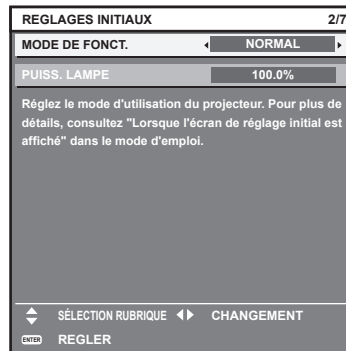 REGLAGES INITIAUX 2/7
MODE DE FONCT. NORMAL
PUISS. LAMPE 100.0%
Réglez le mode d'utilisation du projecteur. Pour plus de
détails, consultez "Lorsque l'écran de réglage initial est
affiché" dans le mode d'emploi.
SÉLECTION RUBRIQUE CHANGEMENT
ENTER REGLER